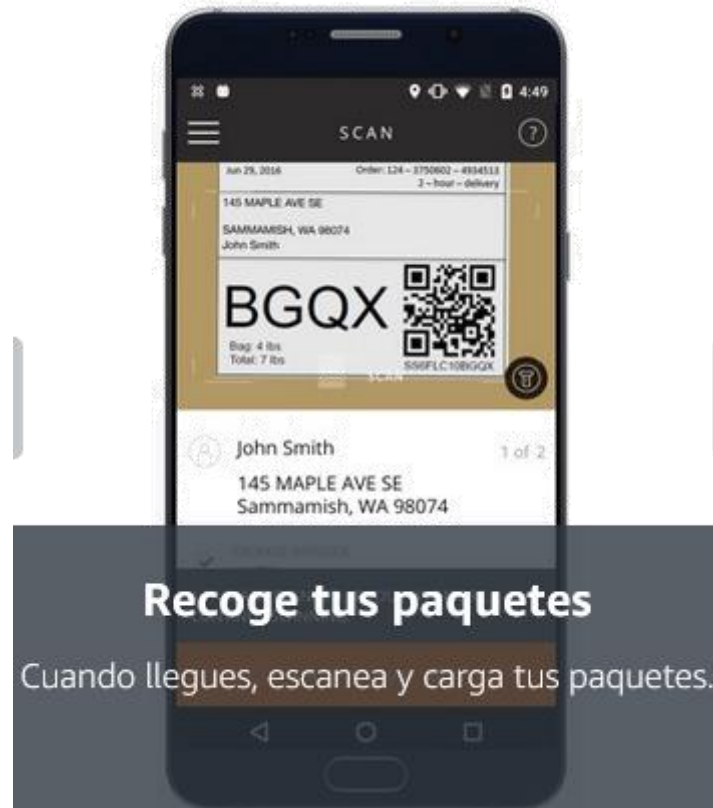 4:49
SCAN
?
Jun 29, 2016
Order: 124 – 3750602 – 4934513
2 – hour – delivery
145 MAPLE AVE SE
SAMMAMISH, WA 98074
John Smith
BGQX
Bag: 4 lbs
Total: 7 lbs
SS6FLC10BGQX
SCAN
John Smith
1 of 2
145 MAPLE AVE SE
Sammamish, WA 98074
Recoge tus paquetes
Cuando llegues, escanea y carga tus paquetes.